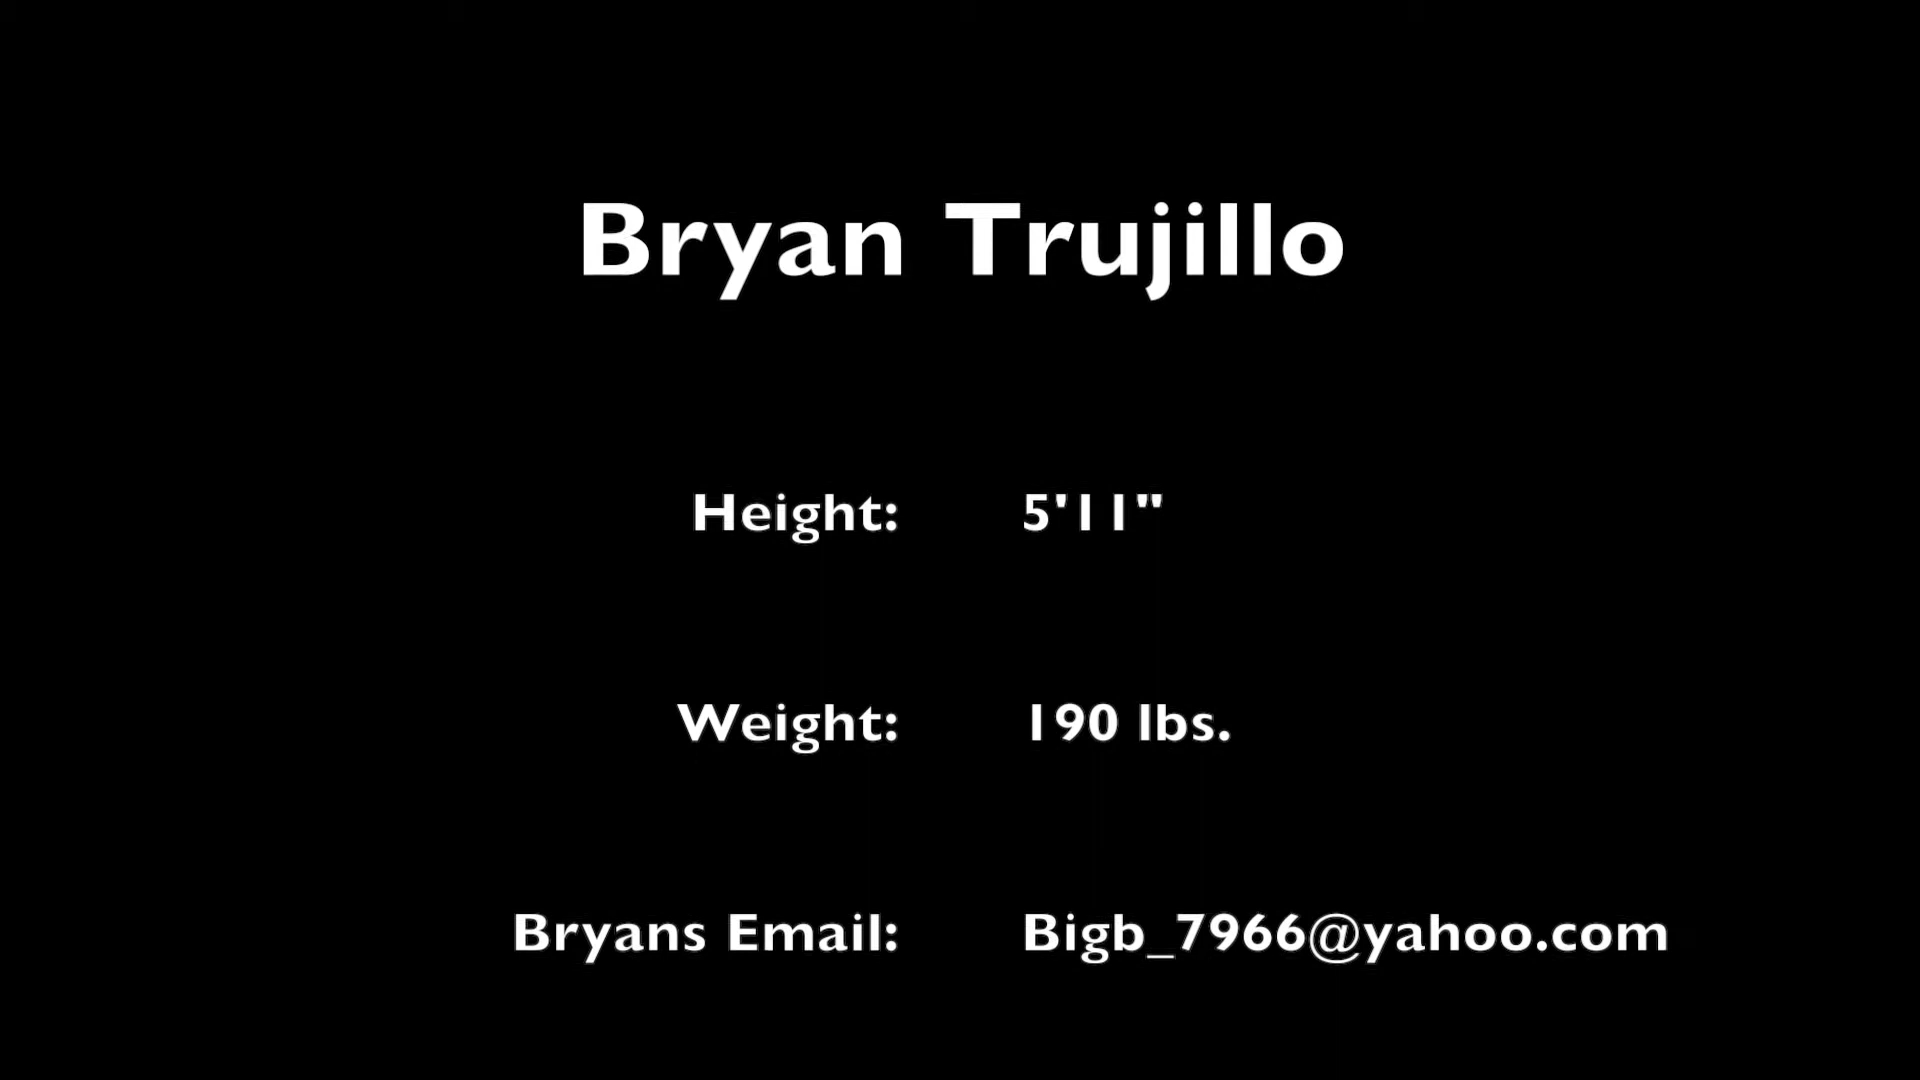 Bryan Trujillo
Height: 5'11"
Weight: 190 lbs.
Bryans Email: Bigb_7966@yahoo.com